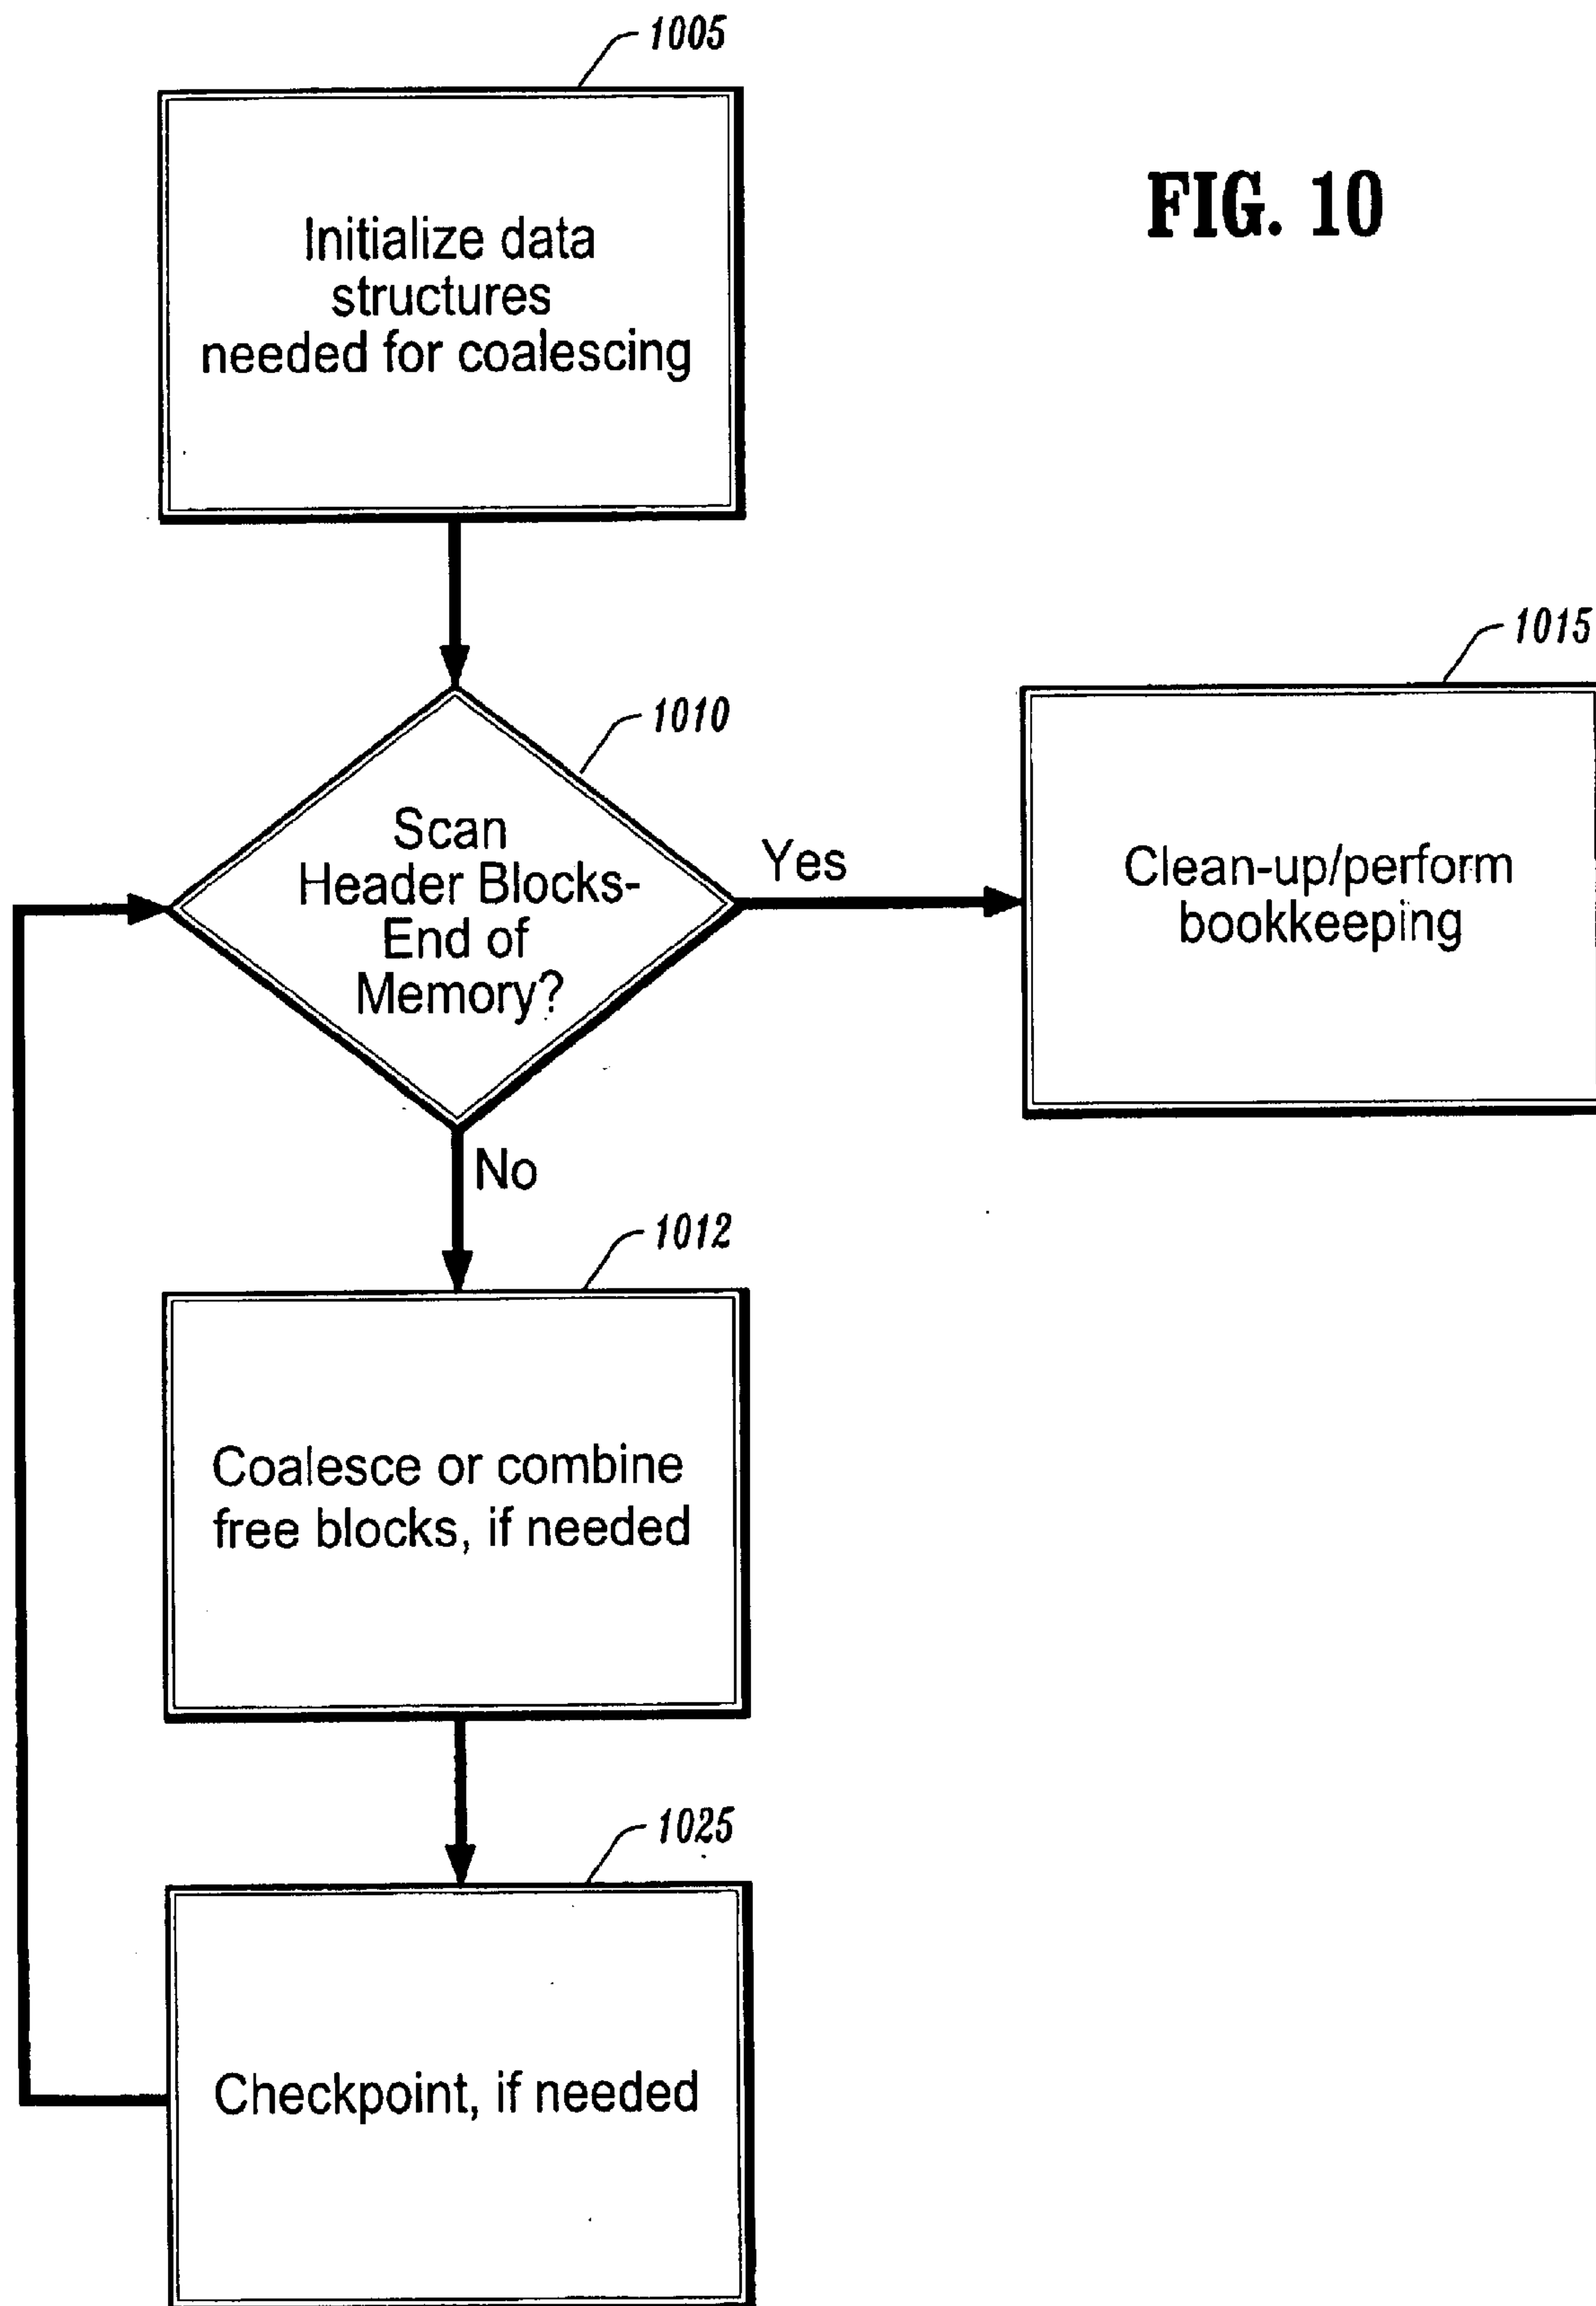 1005
FIG. 10
Initialize data
structures
needed for coalescing
1015
1010
Scan
Header Blocks-
End of
Memory?
Yes
Clean-up/perform
bookkeeping
No
1012
Coalesce or combine
free blocks, if needed
1025
Checkpoint, if needed